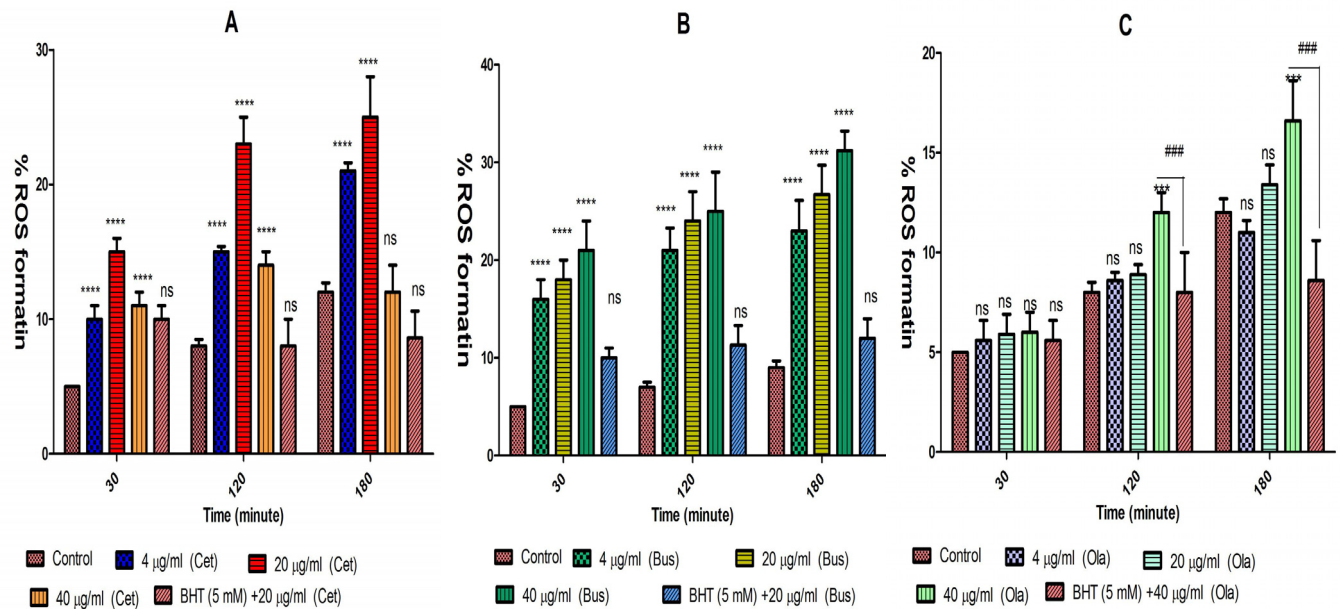 A
% ROS formatin
30
20
10
0
**** **** **** ns
**** **** **** ns
**** **** ns ns
30 120 180
Time (minute)
Control 4 µg/ml (Cet) 20 µg/ml (Cet)
40 µg/ml (Cet) BHT (5 mM) +20 µg/ml (Cet)
B
% ROS formatin
40
30
20
10
0
**** **** **** ns
**** **** **** ns
**** **** **** ns
30 120 180
Time (minute)
Control 4 µg/ml (Bus) 20 µg/ml (Bus)
40 µg/ml (Bus) BHT (5 mM) +20 µg/ml (Bus)
C
% ROS formatin
20
15
10
5
0
ns ns ns ns
ns ns *** ###
ns ns *** ###
30 120 180
Time (minute)
Control 4 µg/ml (Ola) 20 µg/ml (Ola)
40 µg/ml (Ola) BHT (5 mM) +40 µg/ml (Ola)